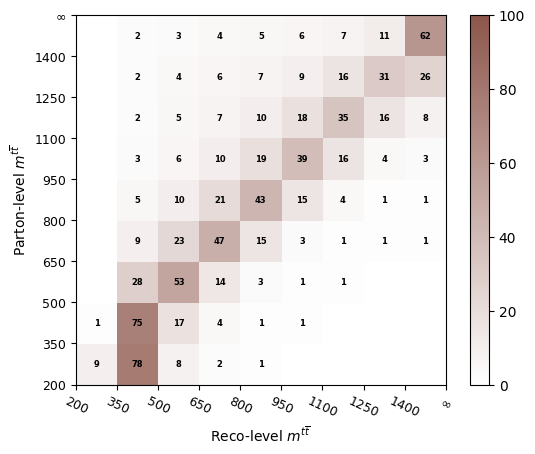 ∞ 2 3 4 5 6 7 11 62 100
1400 2 4 6 7 9 16 31 26
1250 2 5 7 10 18 35 16 8 80
1100 3 6 10 19 39 16 4 3 60
950 5 10 21 43 15 4 1 1
800 9 23 47 15 3 1 1 1 40
650 28 53 14 3 1 1
500 1 75 17 4 1 1 20
350 9 78 8 2 1
200 0
200 350 500 650 800 950 1100 1250 1400 ∞
Reco-level m^{tt̅}
Parton-level m^{tt̅}